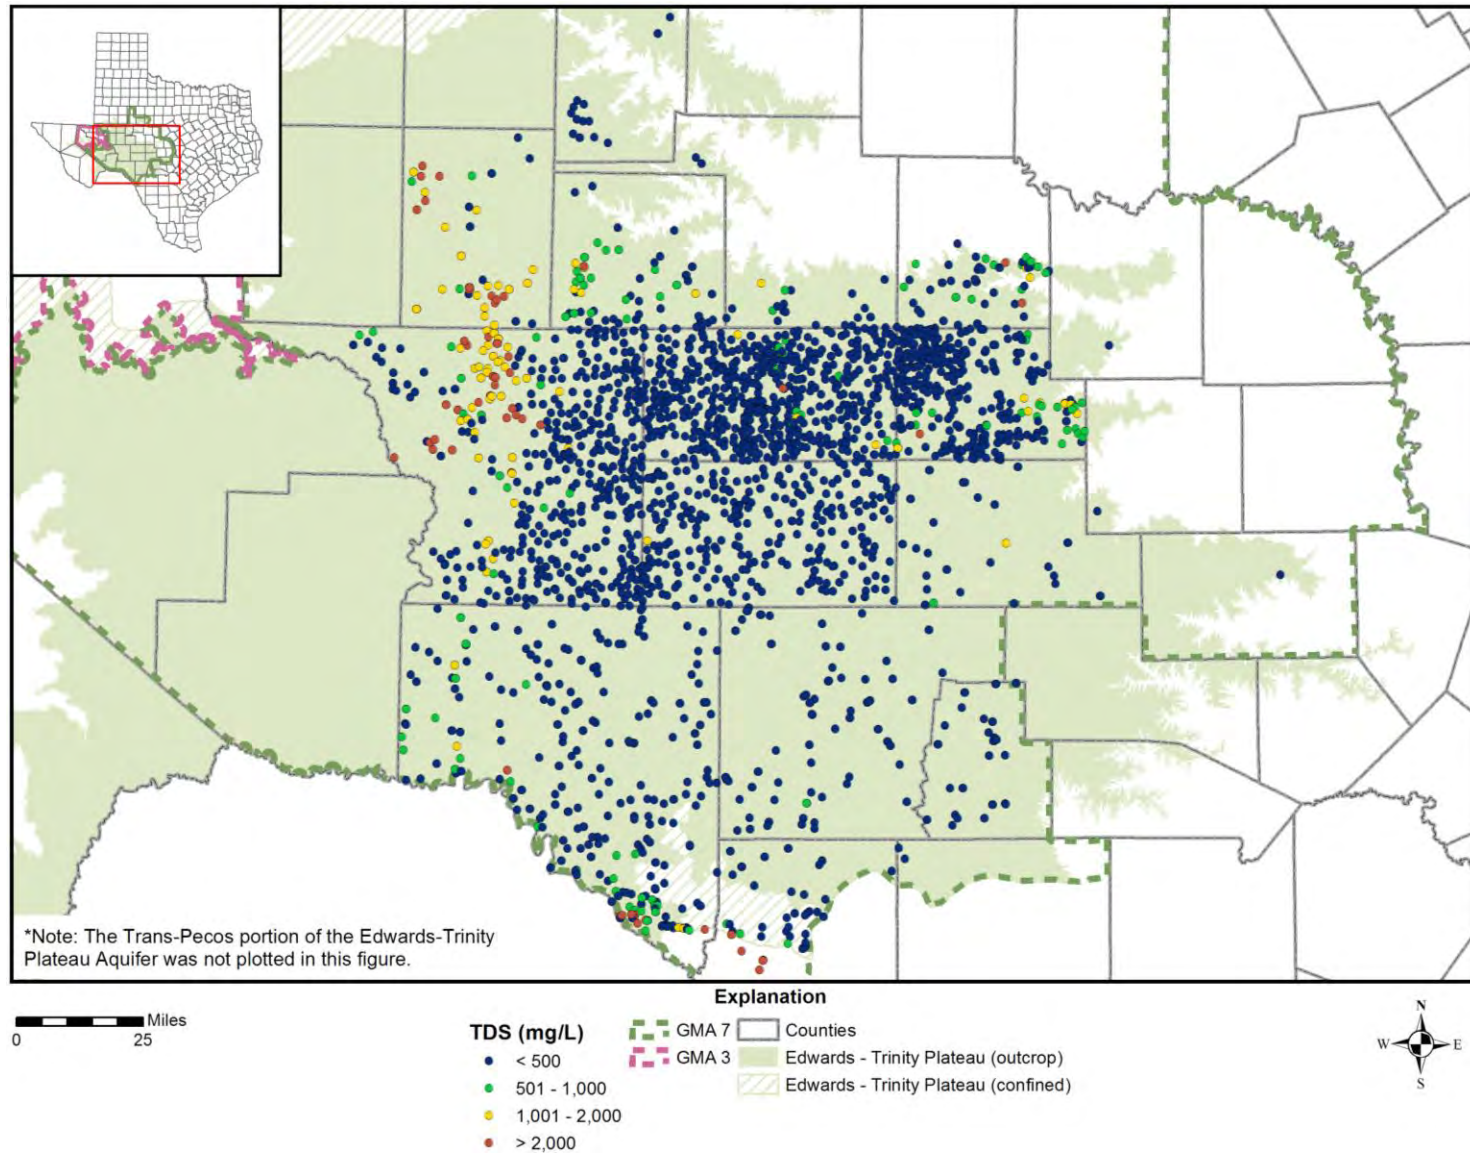 *Note: The Trans-Pecos portion of the Edwards-Trinity
Plateau Aquifer was not plotted in this figure.
Explanation
Miles
0 25
TDS (mg/L)
< 500
501 - 1,000
1,001 - 2,000
> 2,000
GMA 7
GMA 3
Counties
Edwards - Trinity Plateau (outcrop)
Edwards - Trinity Plateau (confined)
N
W E
S